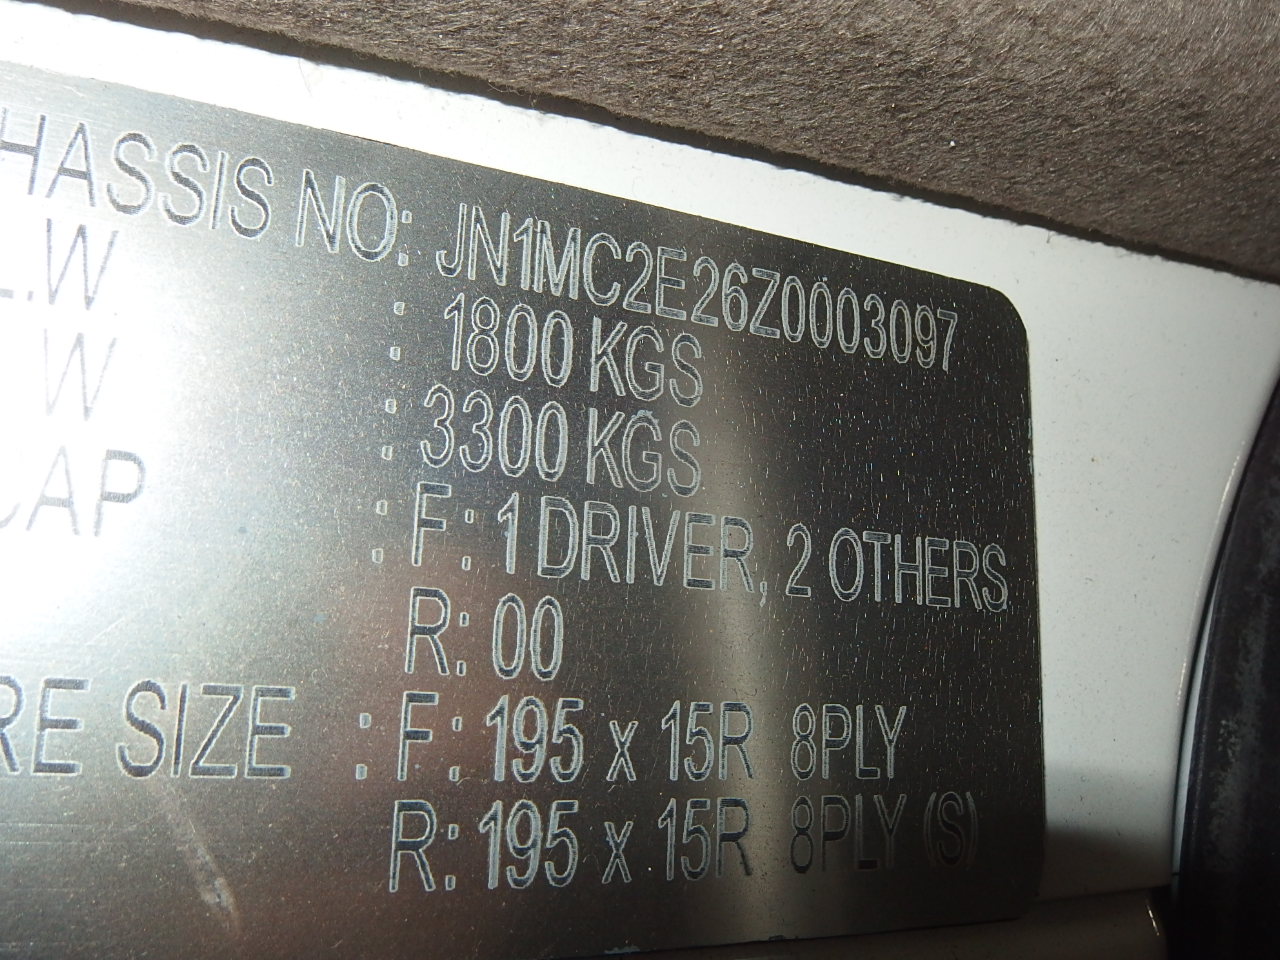 HASSIS NO: JN1MC2E26Z0003097
.W : 1800 KGS
.W : 3300 KGS
CAP : F: 1 DRIVER, 2 OTHERS
R: 00
RE SIZE : F: 195 x 15R 8PLY
R: 195 x 15R 8PLY (S)